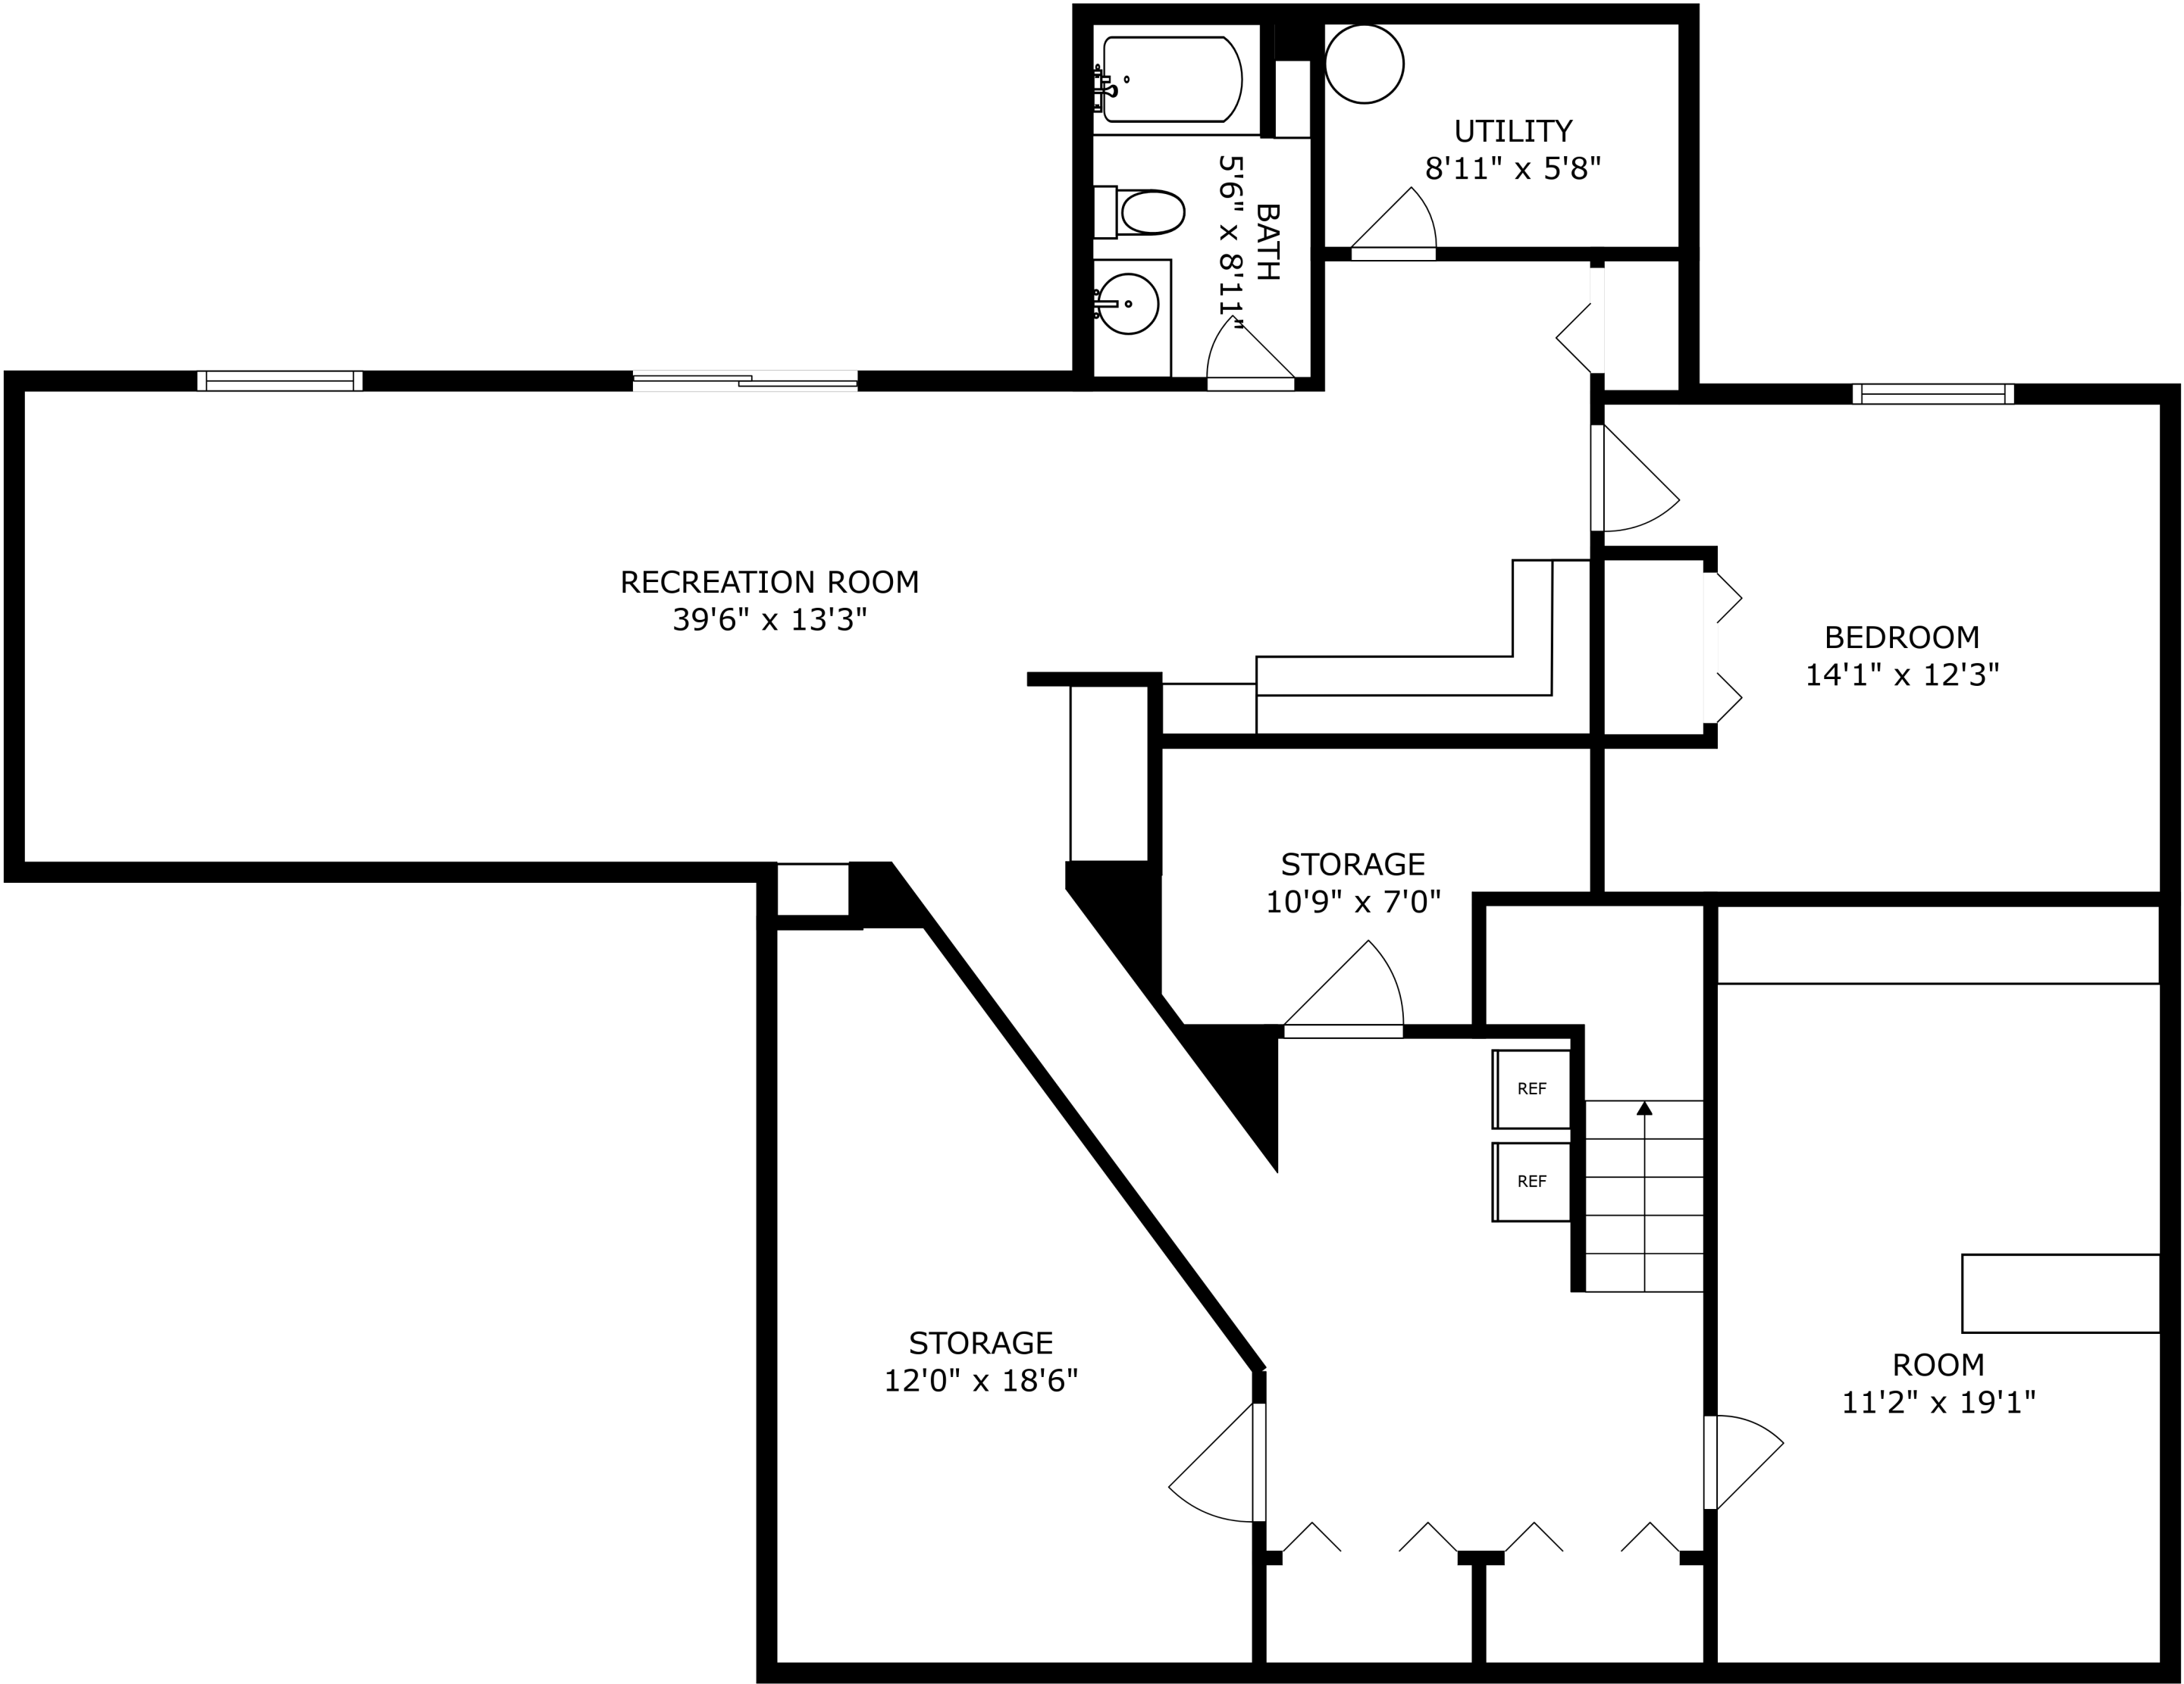 UTILITY
8'11" x 5'8"
BATH
5'6" x 8'11"
RECREATION ROOM
39'6" x 13'3"
BEDROOM
14'1" x 12'3"
STORAGE
10'9" x 7'0"
REF
REF
STORAGE
12'0" x 18'6"
ROOM
11'2" x 19'1"